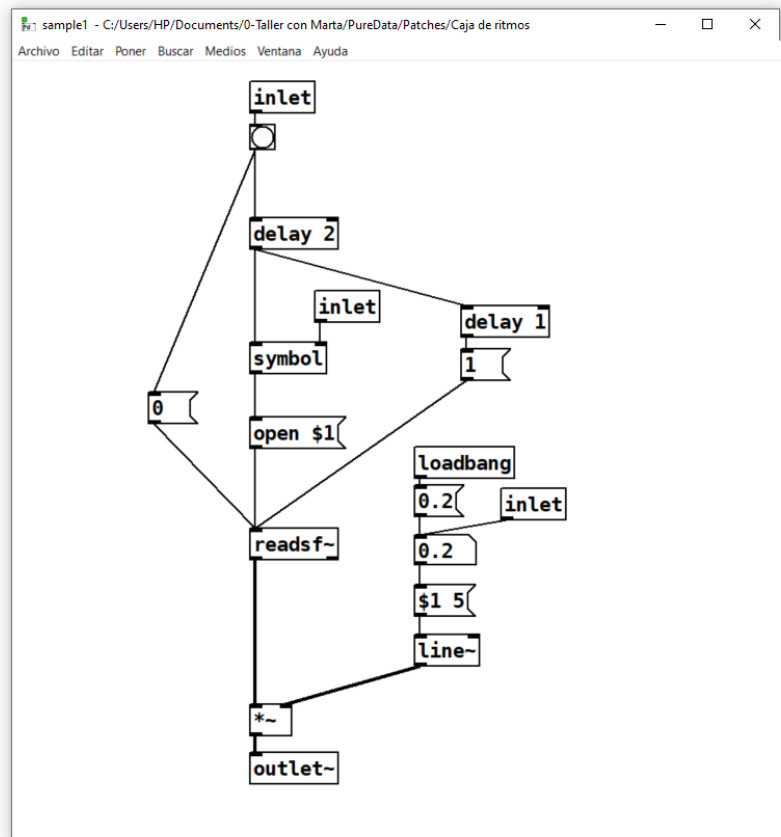 sample1 - C:/Users/HP/Documents/0-Taller con Marta/PureData/Patches/Caja de ritmos
Archivo Editar Poner Buscar Medios Ventana Ayuda
inlet
delay 2
inlet
delay 1
symbol
1
0
open $1
loadbang
0.2
inlet
readsf~
0.2
$1 5
line~
*~
outlet~